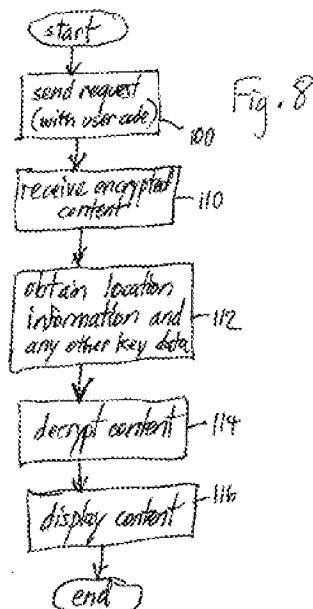 start
send request
(with user code)
100
Fig. 8
receive encrypted
content
110
obtain location
information and
any other key data
112
decrypt content
114
display content
116
end